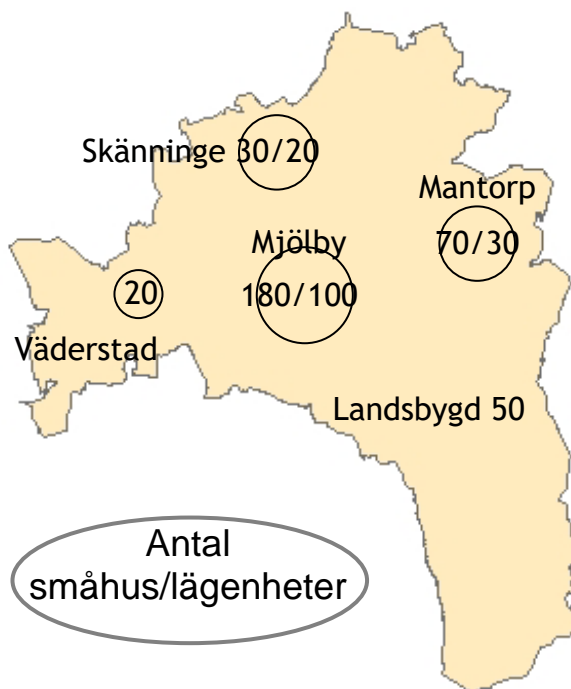 Skänninge 30/20
Mantorp
70/30
Mjölby
180/100
20
Väderstad
Landsbygd 50
Antal
småhus/lägenheter